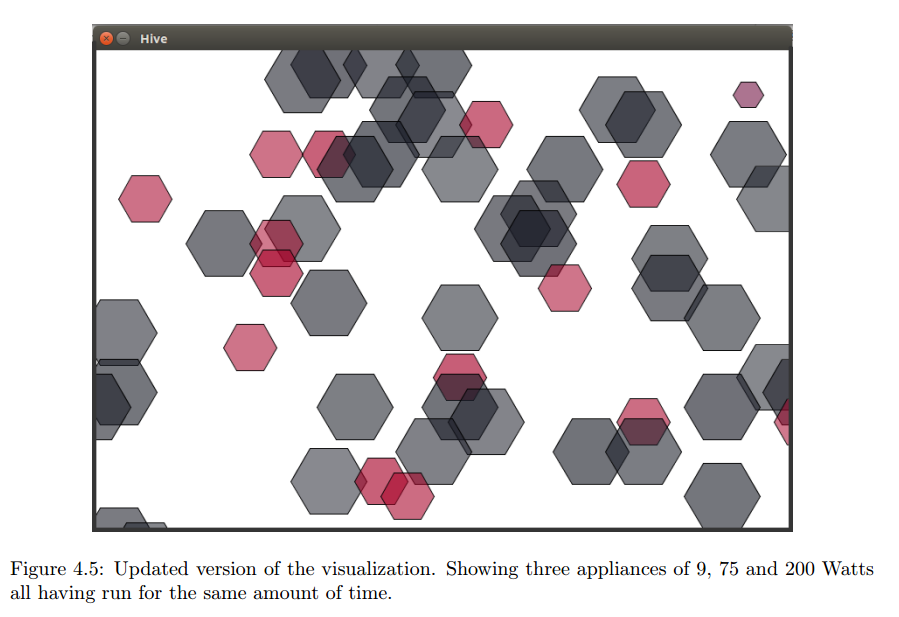 Hive
Figure 4.5: Updated version of the visualization. Showing three appliances of 9, 75 and 200 Watts
all having run for the same amount of time.